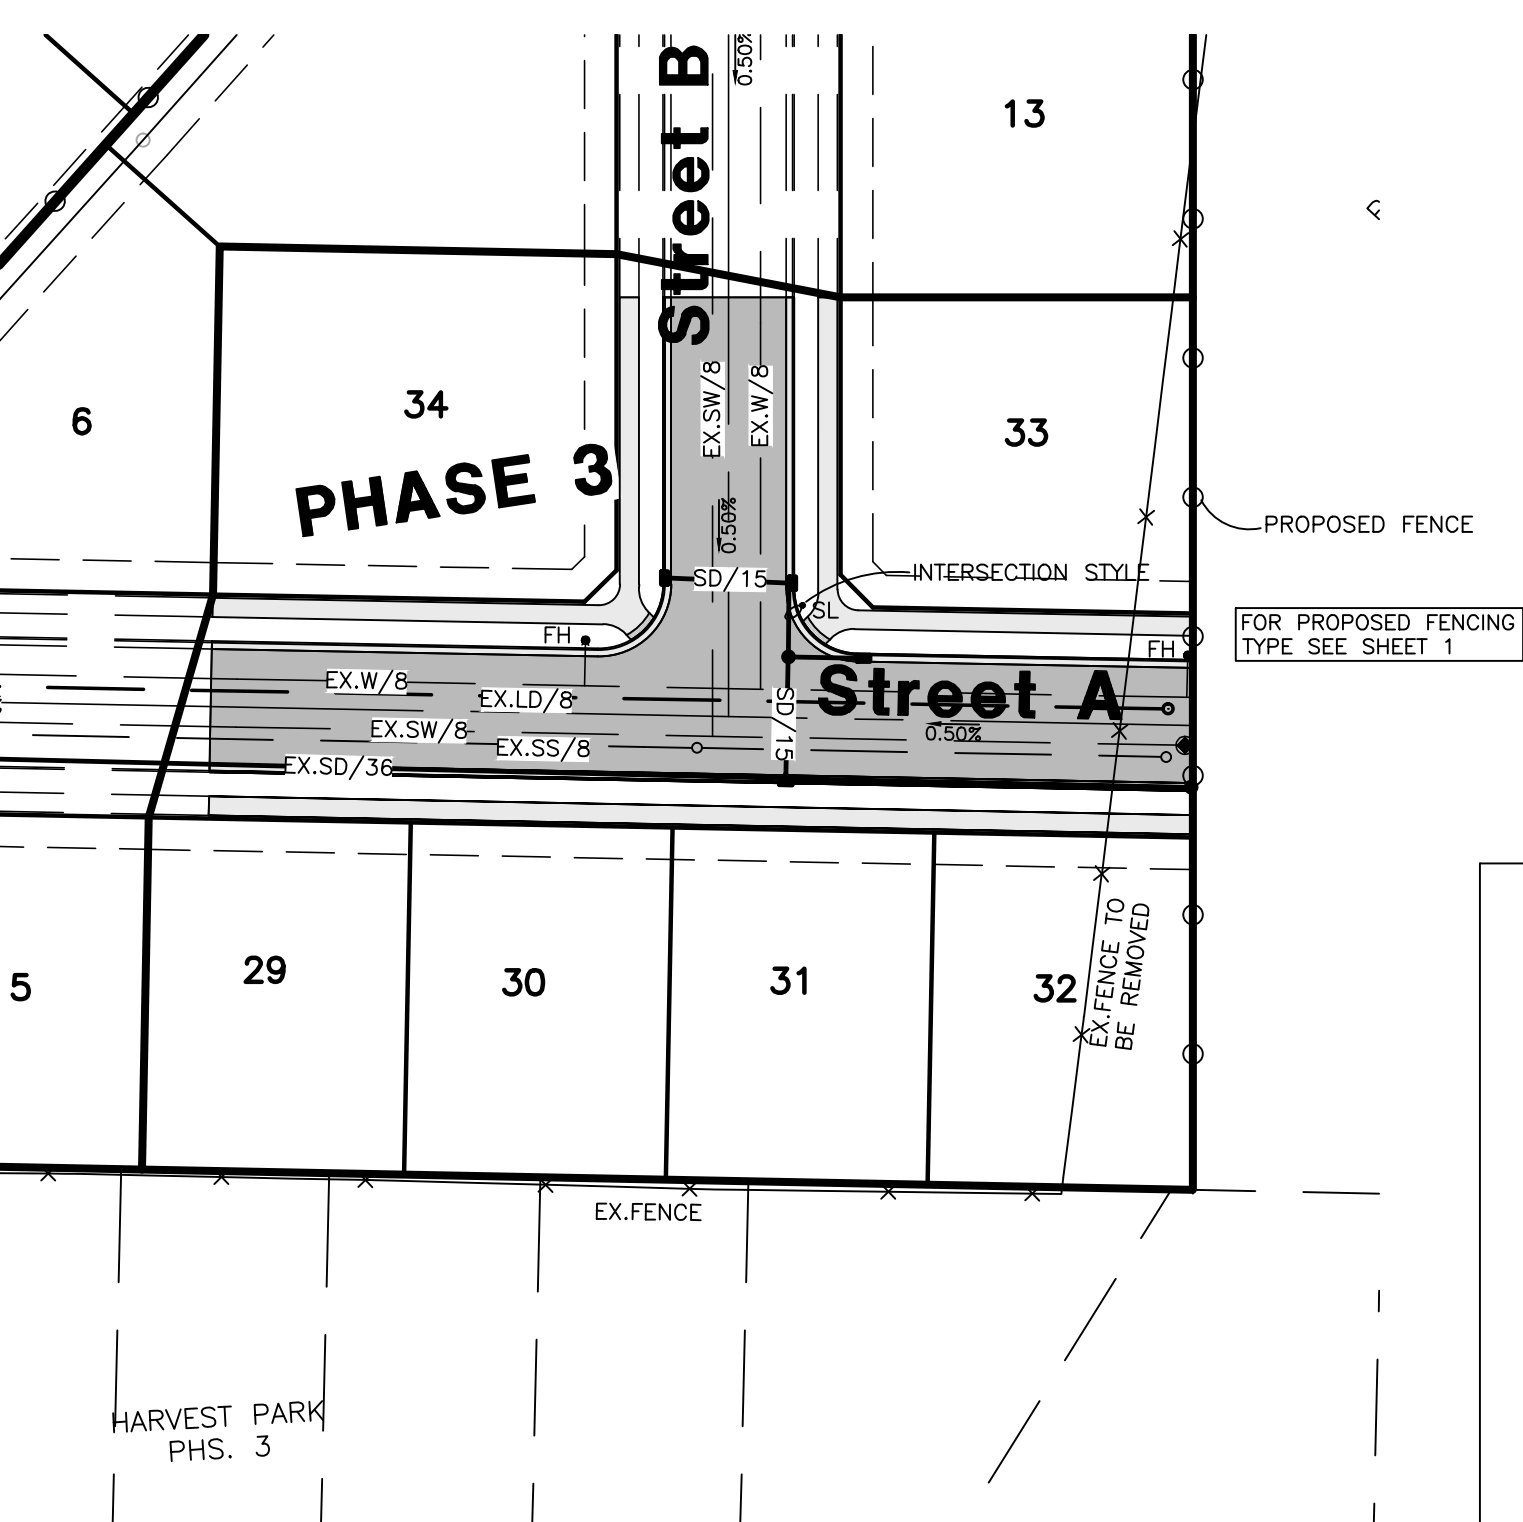 Street B
0.50%
13
6
34
33
EX.SW/8
EX.W/8
PHASE 3
0.50%
PROPOSED FENCE
INTERSECTION STYLE
SD/15
SL
FH
FH
FOR PROPOSED FENCING
TYPE SEE SHEET 1
EX.W/8
EX.LD/8
Street A
EX.SW/8
EX.SS/8
SD/15
0.50%
EX.SD/36
5
29
30
31
32
EX.FENCE TO
BE REMOVED
EX.FENCE
HARVEST PARK
PHS. 3